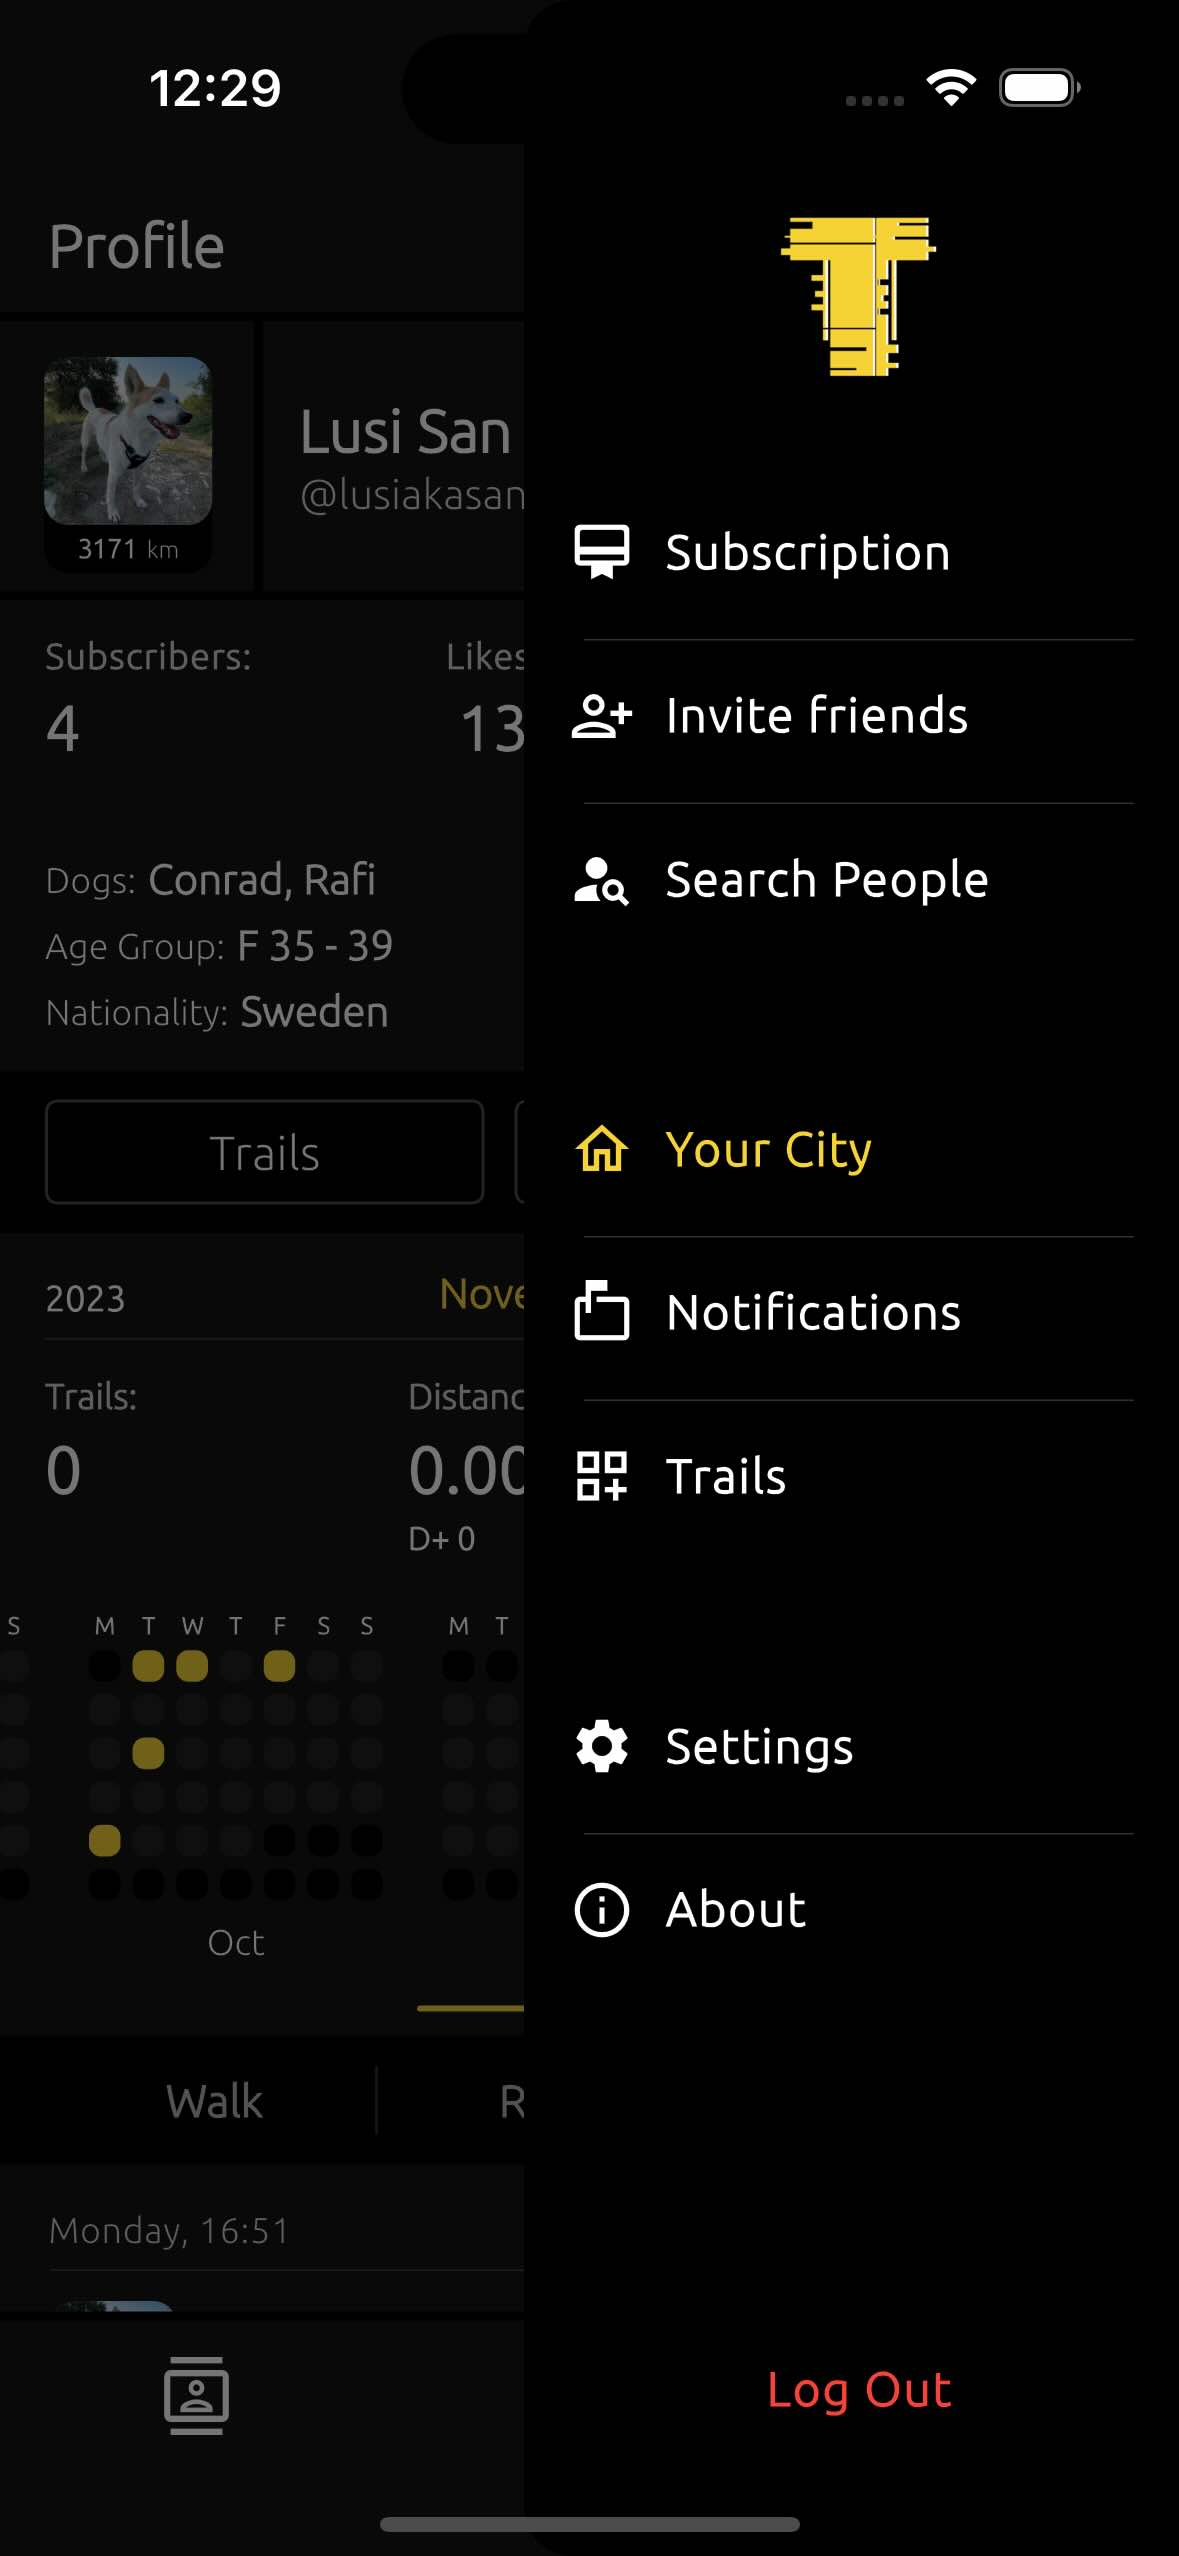 12:29
Profile
3171 km
Lusi San
@lusiakasan
Subscribers:
4
Likes
13
Dogs: Conrad, Rafi
Age Group: F 35 - 39
Nationality: Sweden
Trails
2023
Nove
Trails:
0
Distanc
0.00
D+ 0
S
M T W T F S S
M T
Oct
Walk
R
Monday, 16:51
T
Subscription
Invite friends
Search People
Your City
Notifications
Trails
Settings
About
Log Out